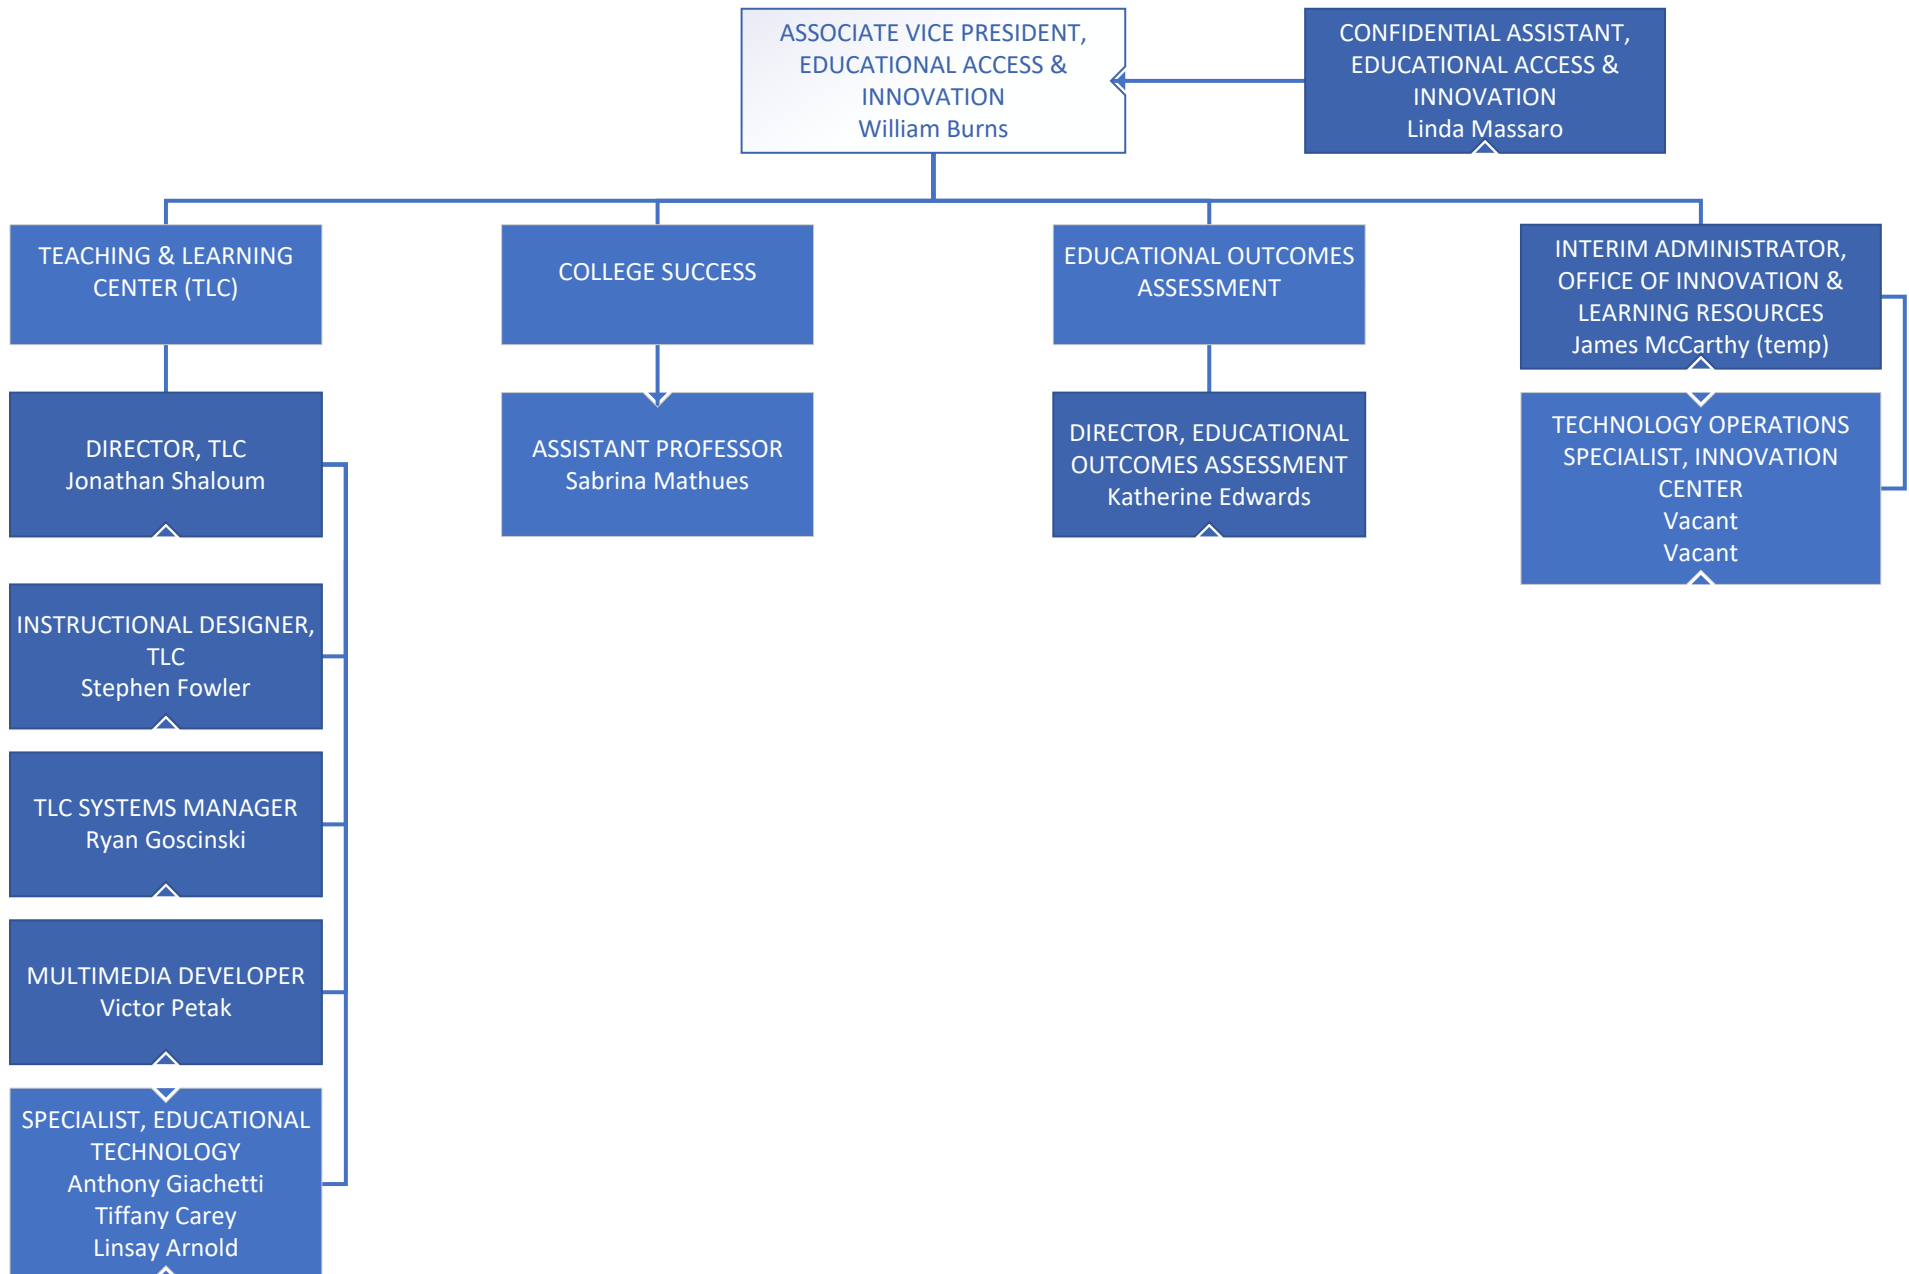 ASSOCIATE VICE PRESIDENT,
EDUCATIONAL ACCESS &
INNOVATION
William Burns
CONFIDENTIAL ASSISTANT,
EDUCATIONAL ACCESS &
INNOVATION
Linda Massaro
TEACHING & LEARNING
CENTER (TLC)
COLLEGE SUCCESS
EDUCATIONAL OUTCOMES
ASSESSMENT
INTERIM ADMINISTRATOR,
OFFICE OF INNOVATION &
LEARNING RESOURCES
James McCarthy (temp)
DIRECTOR, TLC
Jonathan Shaloum
ASSISTANT PROFESSOR
Sabrina Mathues
DIRECTOR, EDUCATIONAL
OUTCOMES ASSESSMENT
Katherine Edwards
TECHNOLOGY OPERATIONS
SPECIALIST, INNOVATION
CENTER
Vacant
Vacant
INSTRUCTIONAL DESIGNER,
TLC
Stephen Fowler
TLC SYSTEMS MANAGER
Ryan Goscinski
MULTIMEDIA DEVELOPER
Victor Petak
SPECIALIST, EDUCATIONAL
TECHNOLOGY
Anthony Giachetti
Tiffany Carey
Linsay Arnold